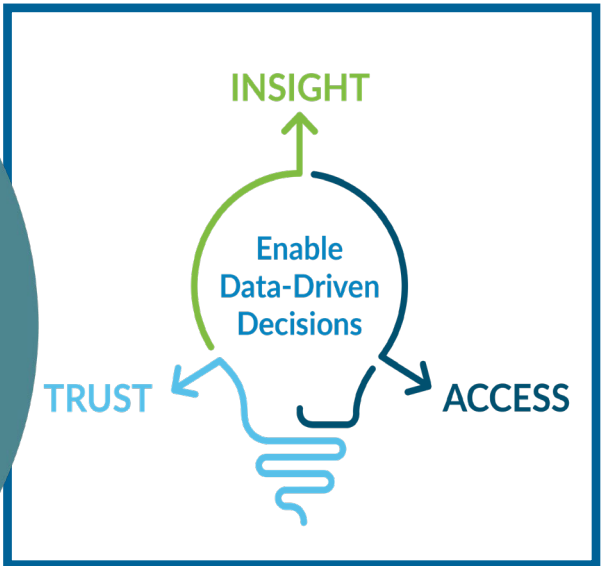 INSIGHT
Enable
Data-Driven
Decisions
TRUST
ACCESS